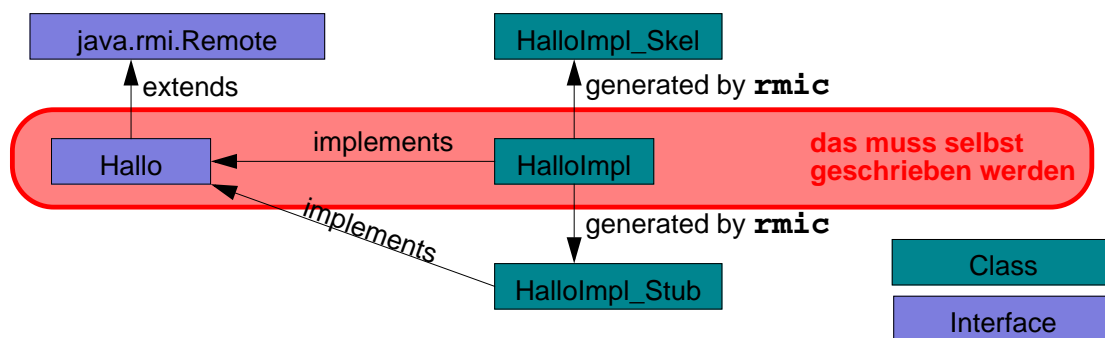 java.rmi.Remote
HalloImpl_Skel
extends
generated by rmic
Hallo
implements
HalloImpl
das muss selbst
geschrieben werden
implements
generated by rmic
HalloImpl_Stub
Class
Interface